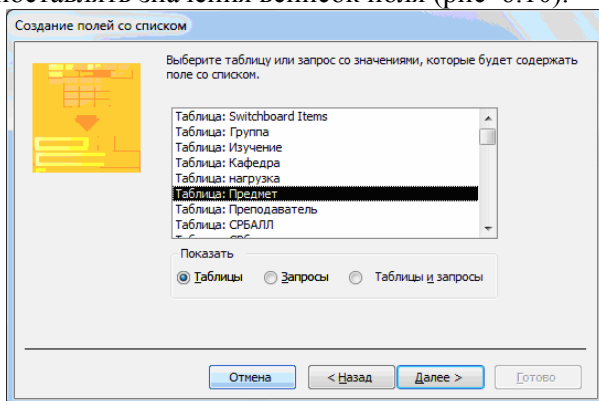 поставлять значения
Создание полей со списком
Выберите таблицу или запрос со значениями, которые будет содержать
поле со списком.
Таблица: Switchboard Items
Таблица: Группа
Таблица: Изучение
Таблица: Кафедра
Таблица: нагрузка
Таблица: Предмет
Таблица: Преподаватель
Таблица: СРБАЛЛ
Показать
Таблицы Запросы Таблицы и запросы
Отмена < Назад Далее > Готово